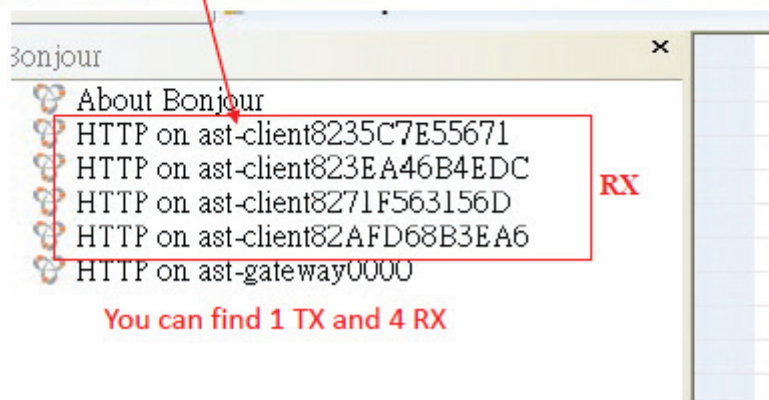 Bonjour
×
About Bonjour
HTTP on ast-client8235C7E55671
HTTP on ast-client823EA46B4EDC
HTTP on ast-client8271F563156D
HTTP on ast-client82AFD68B3EA6
RX
HTTP on ast-gateway0000
You can find 1 TX and 4 RX